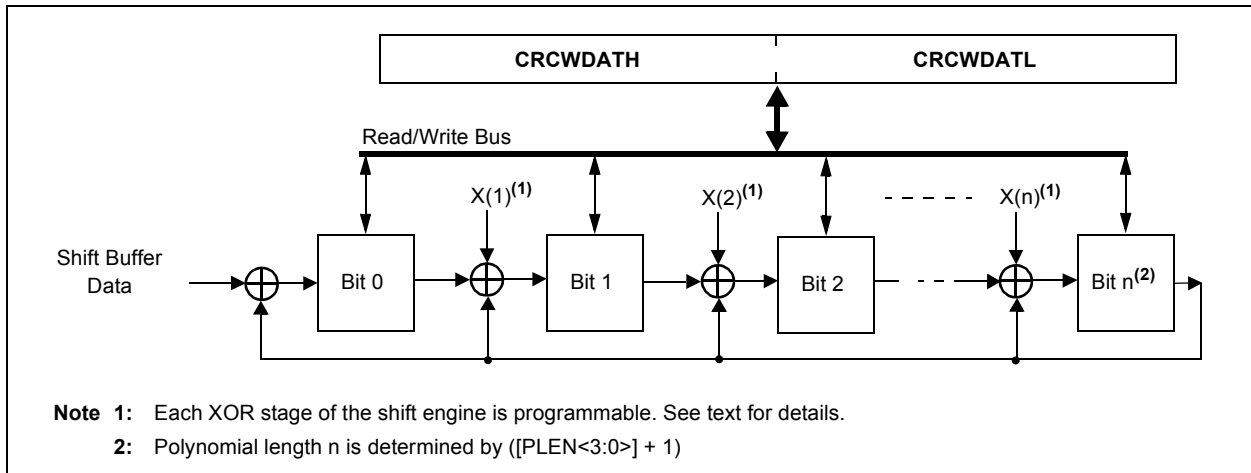 CRCWDATH CRCWDATL
Read/Write Bus
X(1)(1) X(2)(1) X(n)(1)
Shift Buffer
Data
Bit 0 Bit 1 Bit 2 Bit n(2)
Note 1: Each XOR stage of the shift engine is programmable. See text for details.
2: Polynomial length n is determined by ([PLEN<3:0>] + 1)